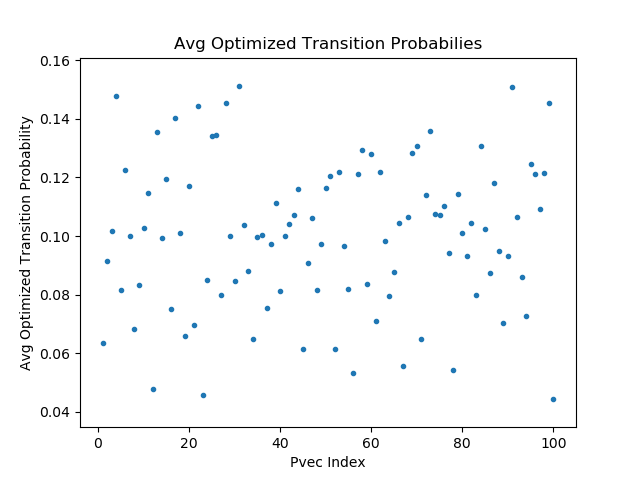 Avg Optimized Transition Probabilies
Avg Optimized Transition Probability
0.16
0.14
0.12
0.10
0.08
0.06
0.04
0 20 40 60 80 100
Pvec Index